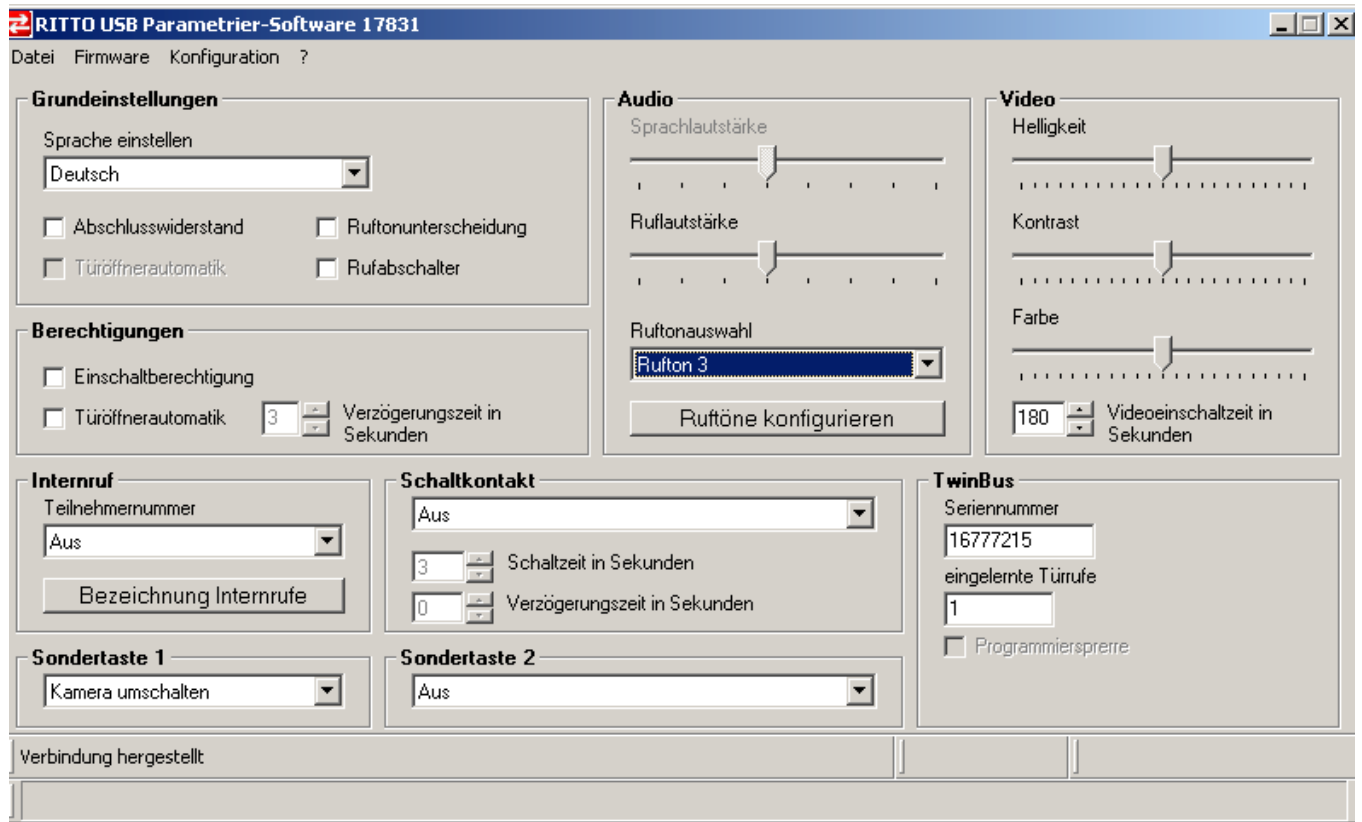 RITTO USB Parametrier-Software 17831
Datei Firmware Konfiguration ?
Grundeinstellungen
Sprache einstellen
Deutsch
Abschlusswiderstand
Ruftonunterscheidung
Türöffnerautomatik
Rufabschalter
Berechtigungen
Einschaltberechtigung
Türöffnerautomatik
3
Verzögerungszeit in
Sekunden
Audio
Sprachlautstärke
Ruflautstärke
Ruftonauswahl
Rufton 3
Ruftöne konfigurieren
Video
Helligkeit
Kontrast
Farbe
180
Videoeinschaltzeit in
Sekunden
Internruf
Teilnehmernummer
Aus
Bezeichnung Internrufe
Schaltkontakt
Aus
3
Schaltzeit in Sekunden
0
Verzögerungszeit in Sekunden
TwinBus
Seriennummer
16777215
eingelernte Türrufe
1
Programmiersprerre
Sondertaste 1
Kamera umschalten
Sondertaste 2
Aus
Verbindung hergestellt